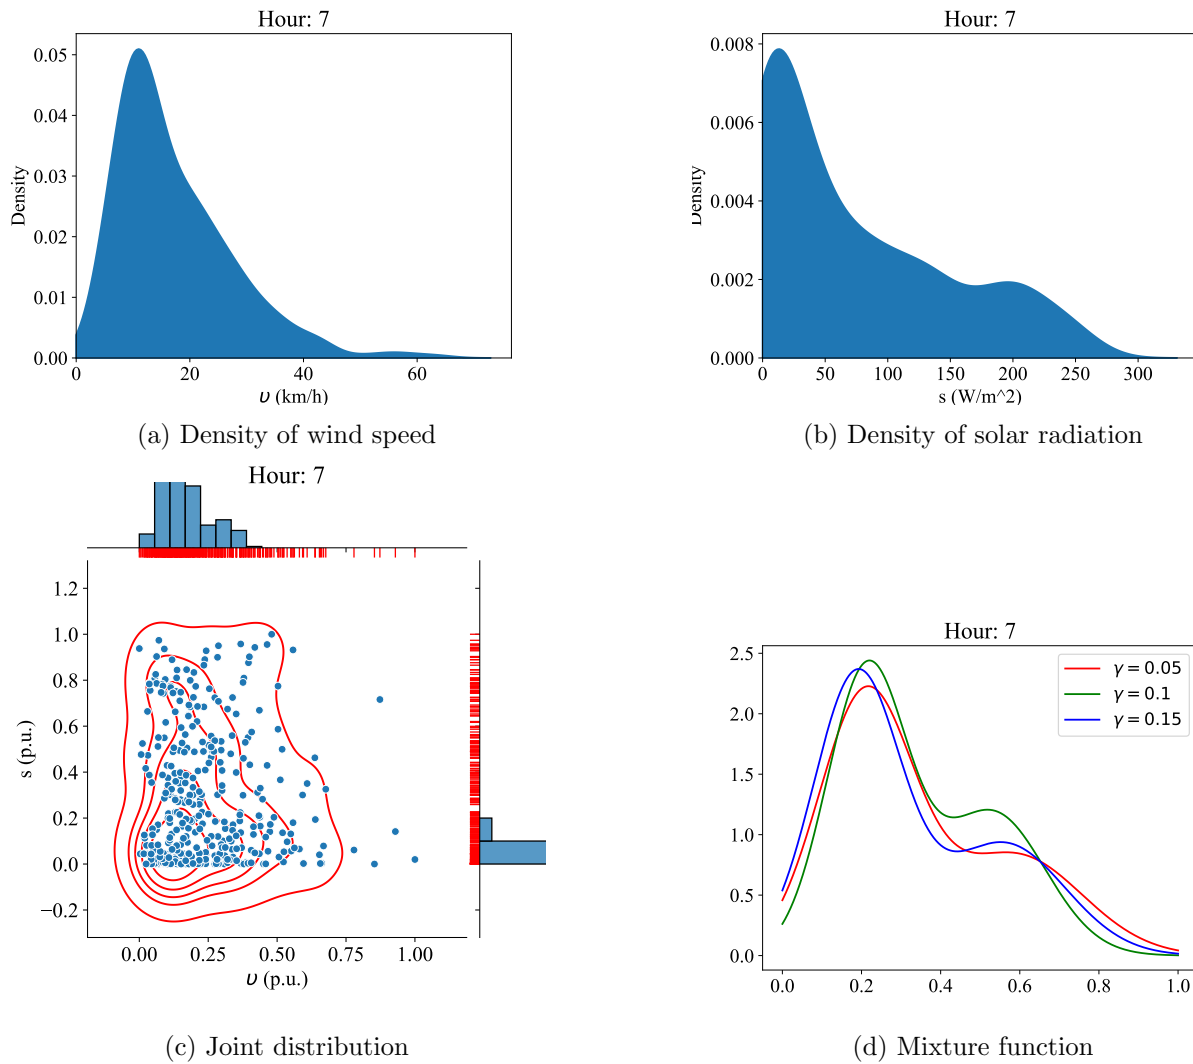 Hour: 7
0.05
0.04
0.03
0.02
0.01
0.00
Density
0 20 40 60
υ (km/h)
(a) Density of wind speed
Hour: 7
0.008
0.006
0.004
0.002
0.000
Density
0 50 100 150 200 250 300
s (W/m^2)
(b) Density of solar radiation
Hour: 7
1.2
1.0
0.8
0.6
0.4
0.2
0.0
−0.2
s (p.u.)
0.00 0.25 0.50 0.75 1.00
υ (p.u.)
(c) Joint distribution
Hour: 7
2.5
2.0
1.5
1.0
0.5
0.0
γ = 0.05
γ = 0.1
γ = 0.15
0.0 0.2 0.4 0.6 0.8 1.0
(d) Mixture function